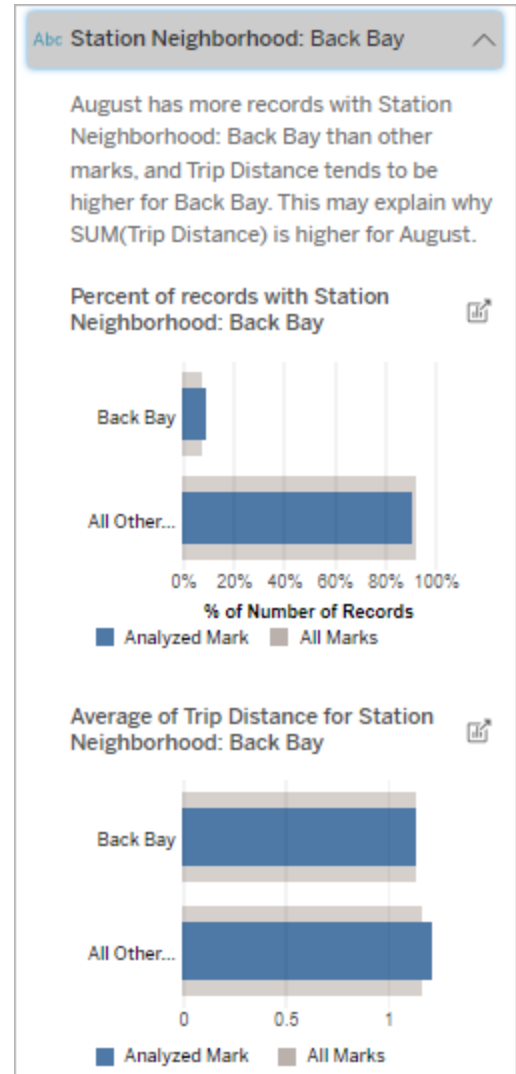 Abc Station Neighborhood: Back Bay
August has more records with Station
Neighborhood: Back Bay than other
marks, and Trip Distance tends to be
higher for Back Bay. This may explain why
SUM(Trip Distance) is higher for August.
Percent of records with Station
Neighborhood: Back Bay
Back Bay
All Other...
0% 20% 40% 60% 80% 100%
% of Number of Records
Analyzed Mark All Marks
Average of Trip Distance for Station
Neighborhood: Back Bay
Back Bay
All Other...
0 0.5 1
Analyzed Mark All Marks